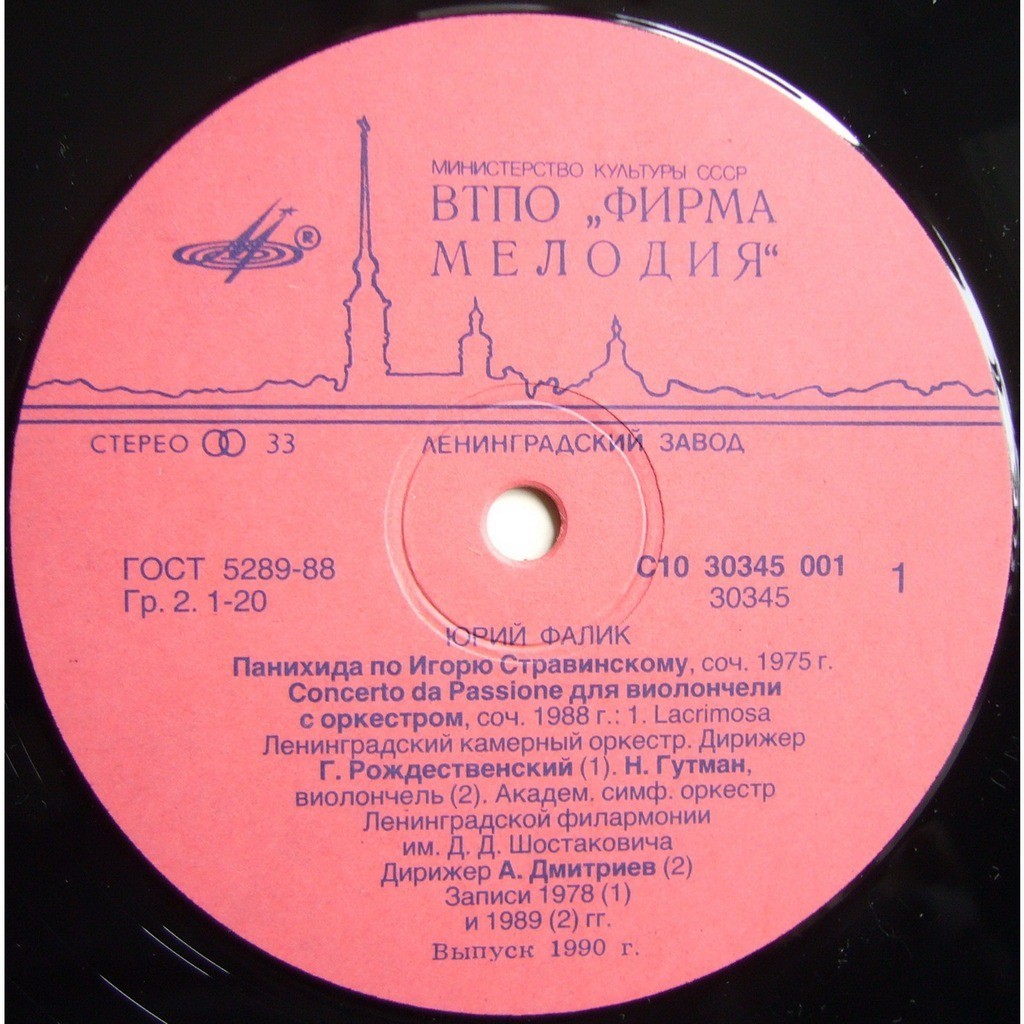 МИНИСТЕРСТВО КУЛЬТУРЫ СССР
ВТПО „ФИРМА
МЕЛОДИЯ“
®
СТЕРЕО 33
ЛЕНИНГРАДСКИЙ ЗАВОД
ГОСТ 5289-88
Гр. 2. 1-20
С10 30345 001
30345
1
ЮРИЙ ФАЛИК
Панихида по Игорю Стравинскому, соч. 1975 г.
Concerto da Passione для виолончели
с оркестром, соч. 1988 г.: 1. Lacrimosa
Ленинградский камерный оркестр. Дирижер
Г. Рождественский (1). Н. Гутман,
виолончель (2). Академ. симф. оркестр
Ленинградской филармонии
им. Д. Д. Шостаковича
Дирижер А. Дмитриев (2)
Записи 1978 (1)
и 1989 (2) гг.
Выпуск 1990 г.